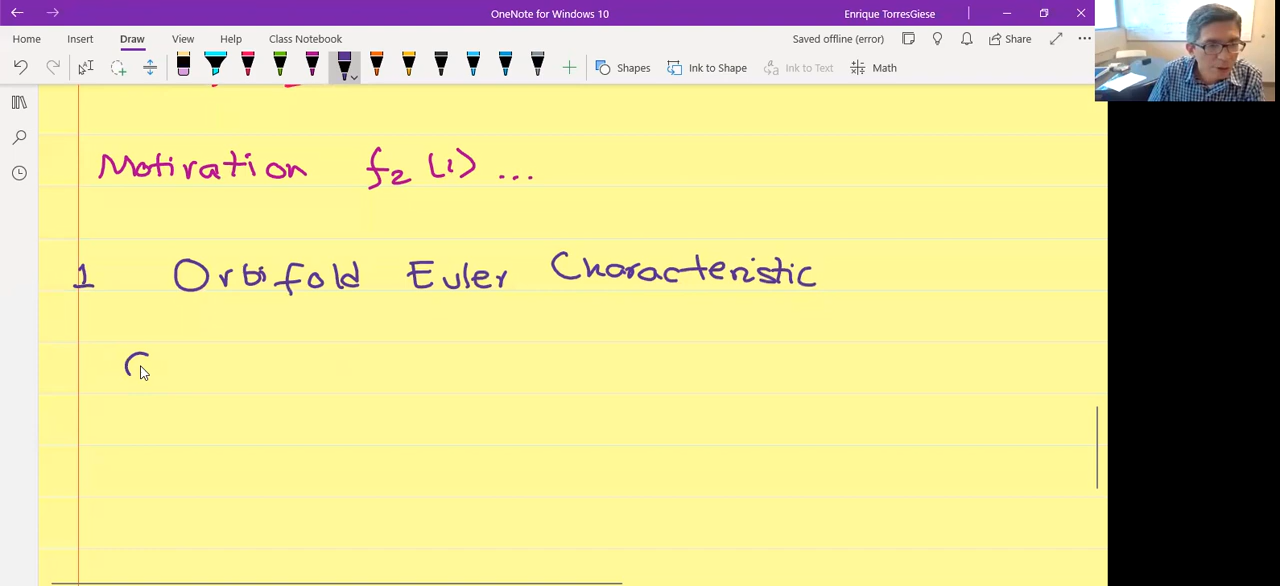 OneNote for Windows 10
Enrique TorresGiese
Home Insert Draw View Help Class Notebook
Saved offline (error) Share
Shapes Ink to Shape Ink to Text Math
Motivation f₂(1) ...
1 Orbifold Euler Characteristic